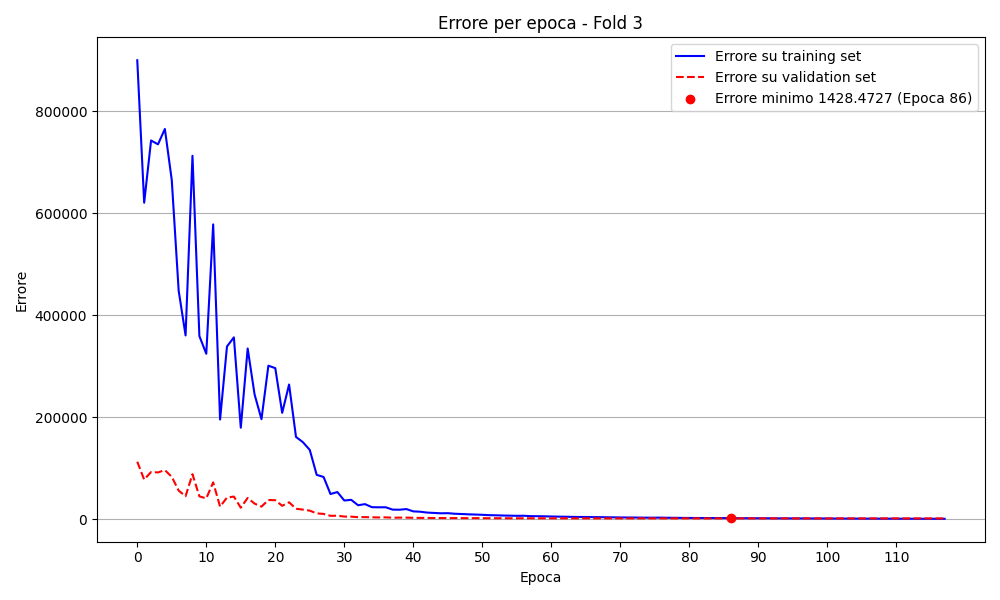 Errore per epoca - Fold 3
Errore su training set
Errore su validation set
Errore minimo 1428.4727 (Epoca 86)
800000
600000
400000
200000
0
Errore
0 10 20 30 40 50 60 70 80 90 100 110
Epoca